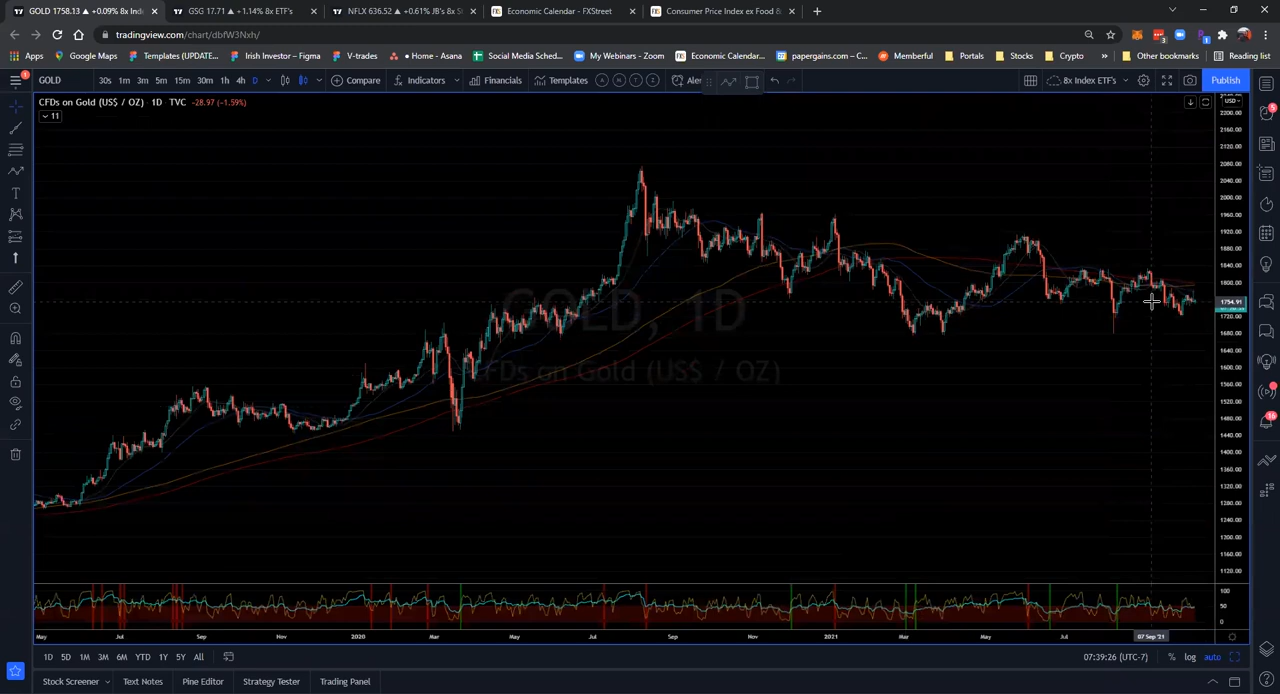 GOLD 1758.13 ▲ +0.09% 8x Ind
GSG 17.71 ▲ +1.14% 8x ETF's
NFLX 636.52 ▲ +0.61% JB's 8x S
Economic Calendar - FXStreet
Consumer Price Index ex Food &
tradingview.com/chart/dbfW3Nxh/
Apps
Google Maps
Templates (UPDATE...
Irish Investor – Figma
V-trades
● Home - Asana
Social Media Sched...
My Webinars - Zoom
Economic Calendar...
papergains.com – C...
Memberful
Portals
Stocks
Crypto
»
Other bookmarks
Reading list
GOLD
30s
1m
3m
5m
15m
30m
1h
4h
D
Compare
Indicators
Financials
Templates
Aler
8x Index ETF's
Publish
CFDs on Gold (US$ / OZ) · 1D · TVC
-28.97 (-1.59%)
11
USD
2200.00
2160.00
2120.00
2080.00
2040.00
2000.00
1960.00
1920.00
1880.00
1840.00
1800.00
1754.91
1720.00
1680.00
1640.00
1600.00
1560.00
1520.00
1480.00
1440.00
1400.00
1360.00
1320.00
1280.00
1240.00
1200.00
1160.00
1120.00
GOLD, 1D
CFDs on Gold (US$ / OZ)
100
50
0
May
Jul
Sep
Nov
2020
Mar
May
Jul
Sep
Nov
2021
Mar
May
Jul
07 Sep '21
1D
5D
1M
3M
6M
YTD
1Y
5Y
All
07:39:26 (UTC-7)
%
log
auto
Stock Screener
Text Notes
Pine Editor
Strategy Tester
Trading Panel